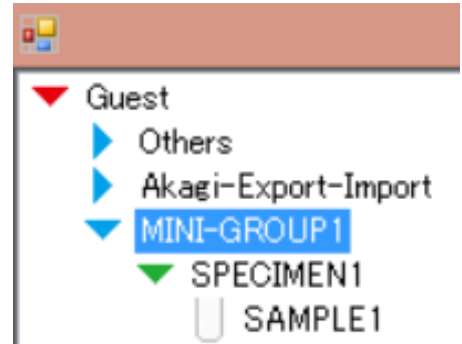 Guest
Others
Akagi-Export-Import
MINI-GROUP1
SPECIMEN1
SAMPLE1